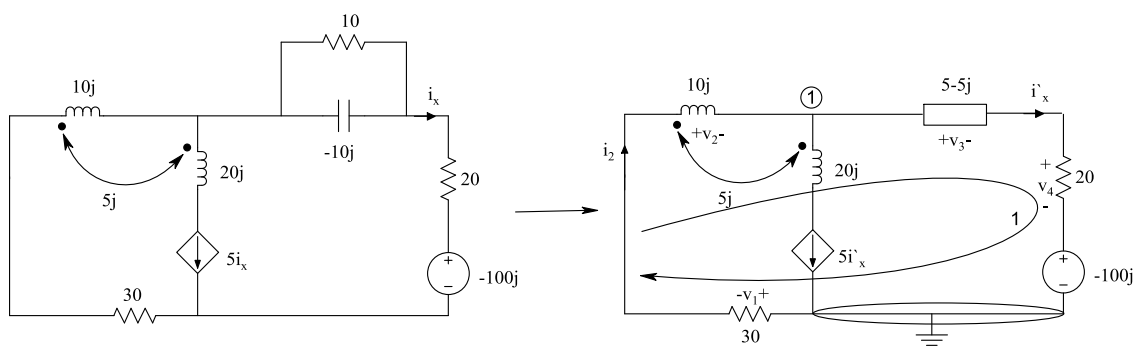 10
10j
i_x
-10j
20j
5j
20
5i_x
-100j
30
10j
1
5-5j
i`_x
+v_2-
+v_3-
i_2
20j
5j
+
v_4
-
20
1
5i`_x
+
-
-100j
-v_1+
30